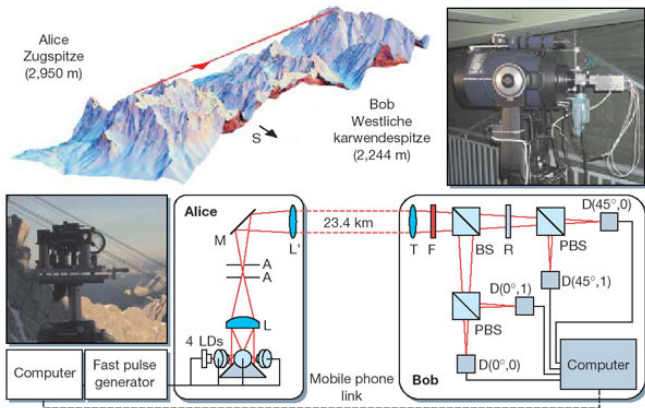 Alice
Zugspitze
(2,950 m)
Bob
Westliche
karwendespitze
(2,244 m)
S
Alice
M
L'
A
A
L
4 LDs
23.4 km
Bob
T
F
BS
R
PBS
D(45°,0)
D(45°,1)
D(0°,1)
PBS
D(0°,0)
Computer
Computer
Fast pulse
generator
Mobile phone
link